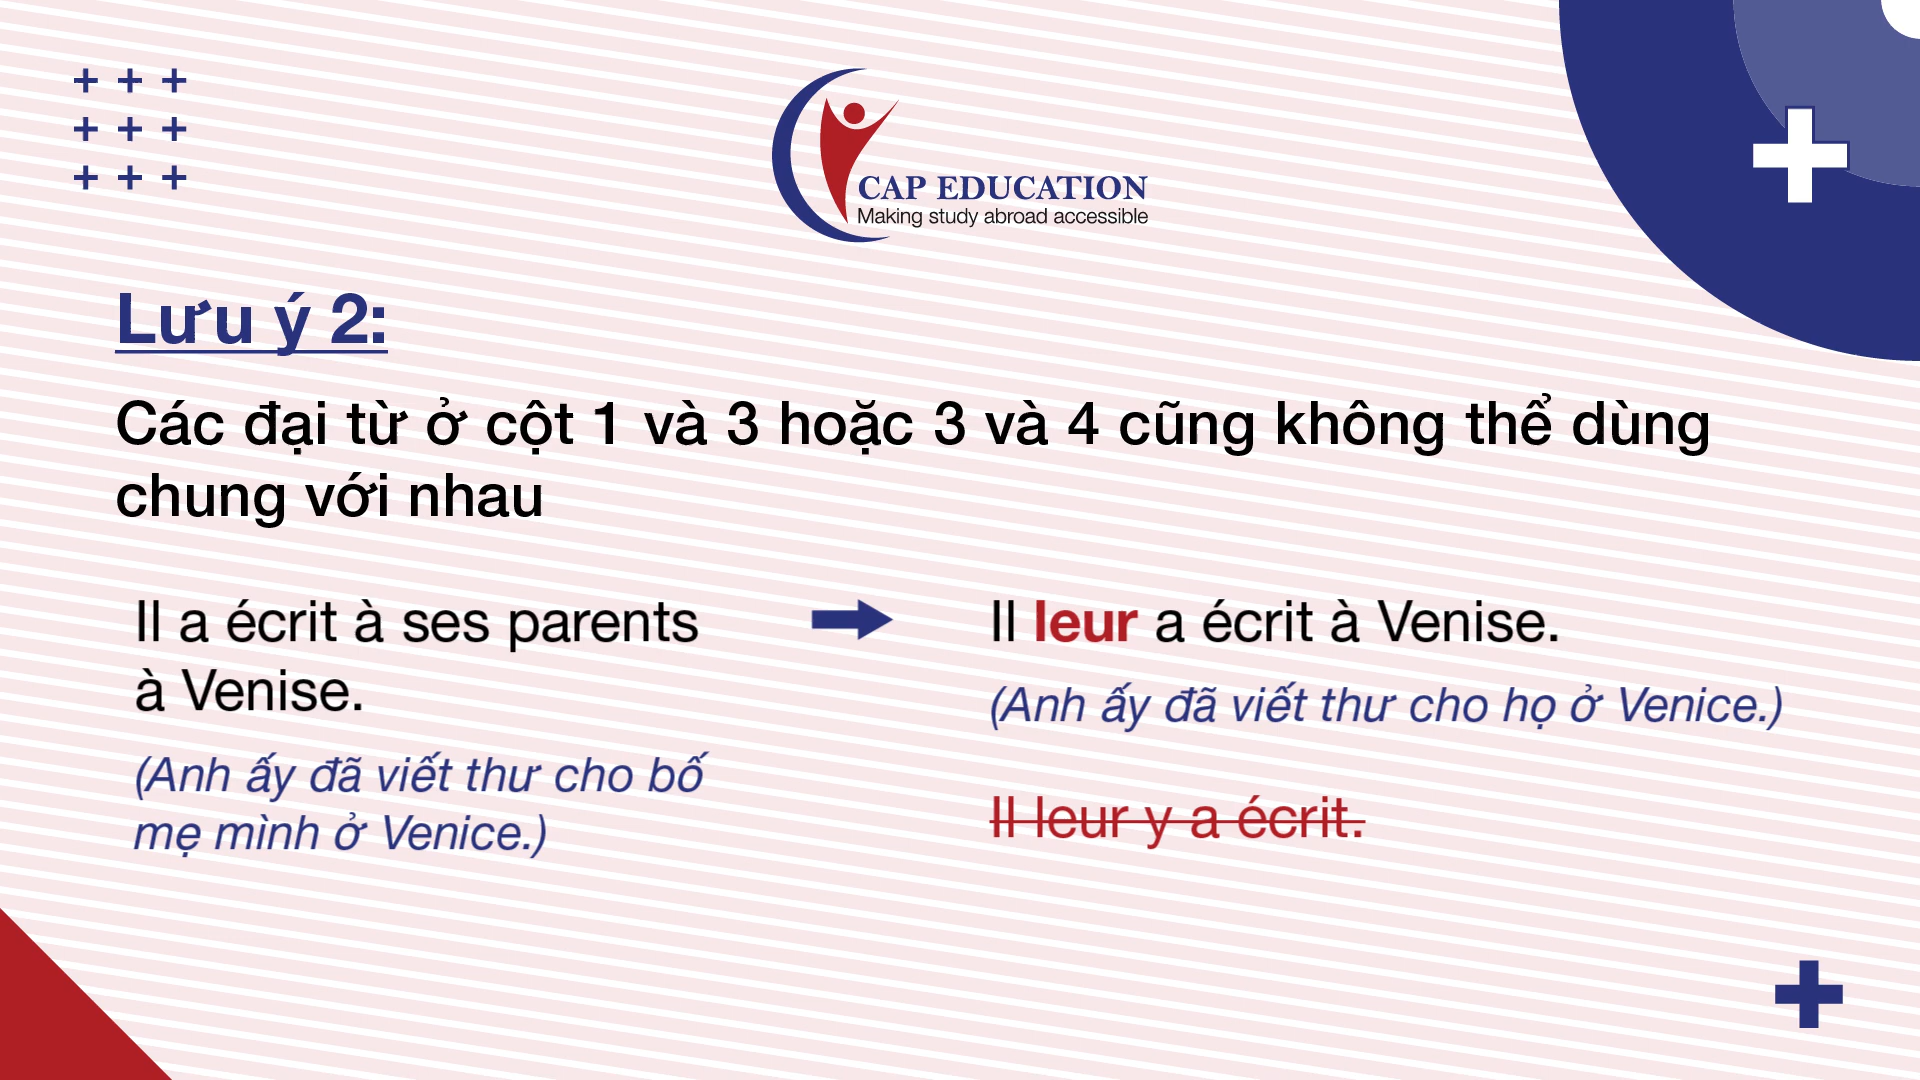 CAP EDUCATION
Making study abroad accessible
Lưu ý 2:
Các đại từ ở cột 1 và 3 hoặc 3 và 4 cũng không thể dùng
chung với nhau
Il a écrit à ses parents
à Venise.
(Anh ấy đã viết thư cho bố
mẹ mình ở Venice.)
Il leur a écrit à Venise.
(Anh ấy đã viết thư cho họ ở Venice.)
Il leur y a écrit.